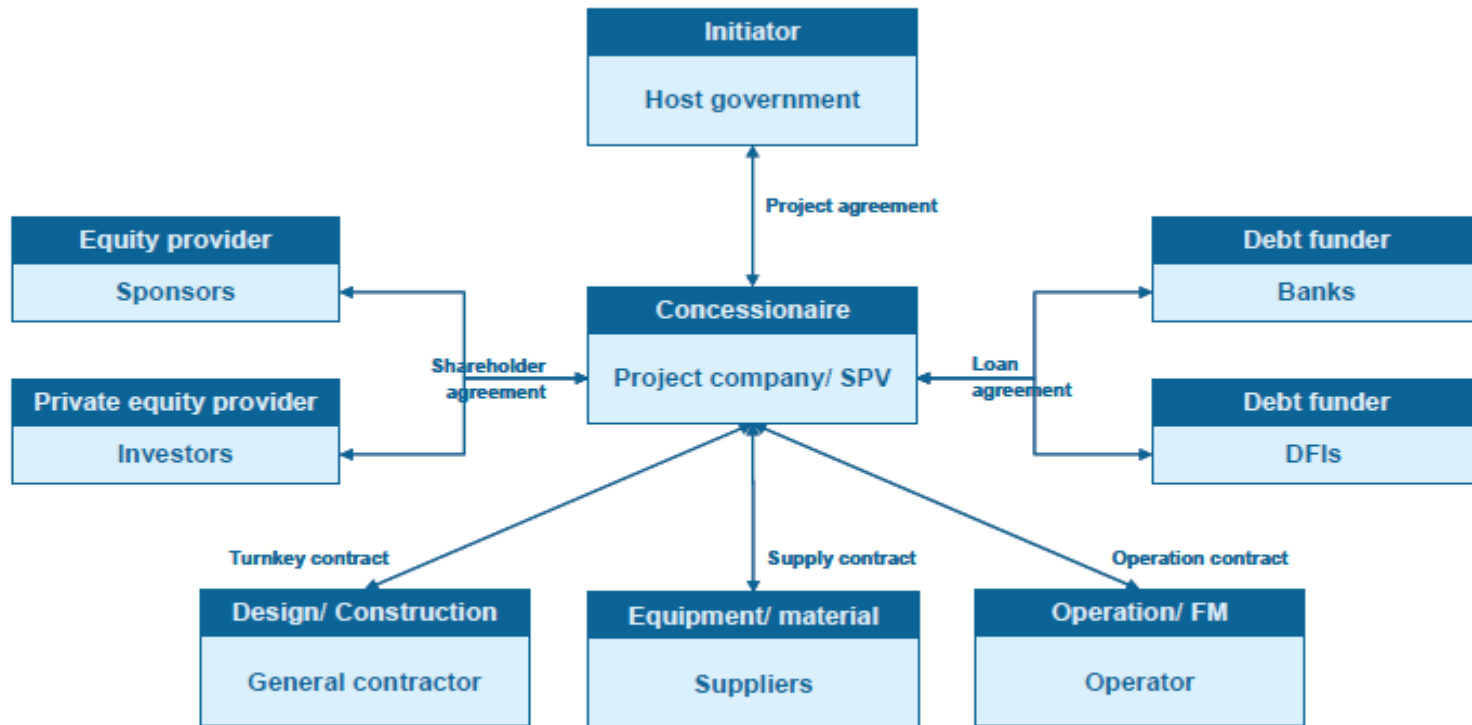 Initiator
Host government
Project agreement
Equity provider
Sponsors
Debt funder
Banks
Concessionaire
Project company/ SPV
Shareholder
agreement
Loan
agreement
Private equity provider
Investors
Debt funder
DFIs
Turnkey contract
Supply contract
Operation contract
Design/ Construction
General contractor
Equipment/ material
Suppliers
Operation/ FM
Operator